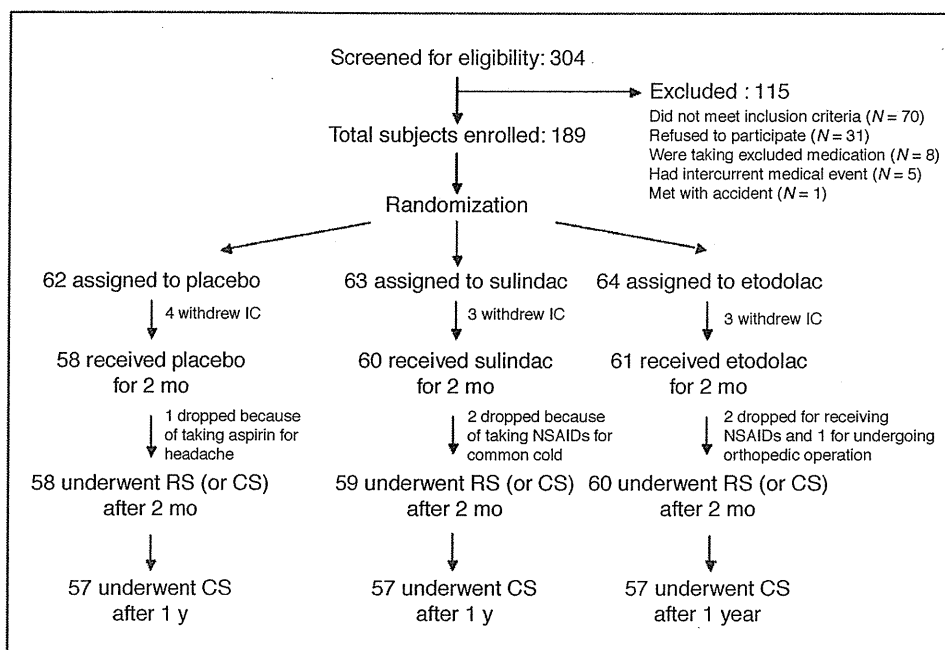 Screened for eligibility: 304
Excluded : 115
Did not meet inclusion criteria (N = 70)
Refused to participate (N = 31)
Were taking excluded medication (N = 8)
Had intercurrent medical event (N = 5)
Met with accident (N = 1)
Total subjects enrolled: 189
Randomization
62 assigned to placebo
63 assigned to sulindac
64 assigned to etodolac
4 withdrew IC
3 withdrew IC
3 withdrew IC
58 received placebo
for 2 mo
60 received sulindac
for 2 mo
61 received etodolac
for 2 mo
1 dropped because
of taking aspirin for
headache
2 dropped because
of taking NSAIDs for
common cold
2 dropped for receiving
NSAIDs and 1 for undergoing
orthopedic operation
58 underwent RS (or CS)
after 2 mo
59 underwent RS (or CS)
after 2 mo
60 underwent RS (or CS)
after 2 mo
57 underwent CS
after 1 y
57 underwent CS
after 1 y
57 underwent CS
after 1 year